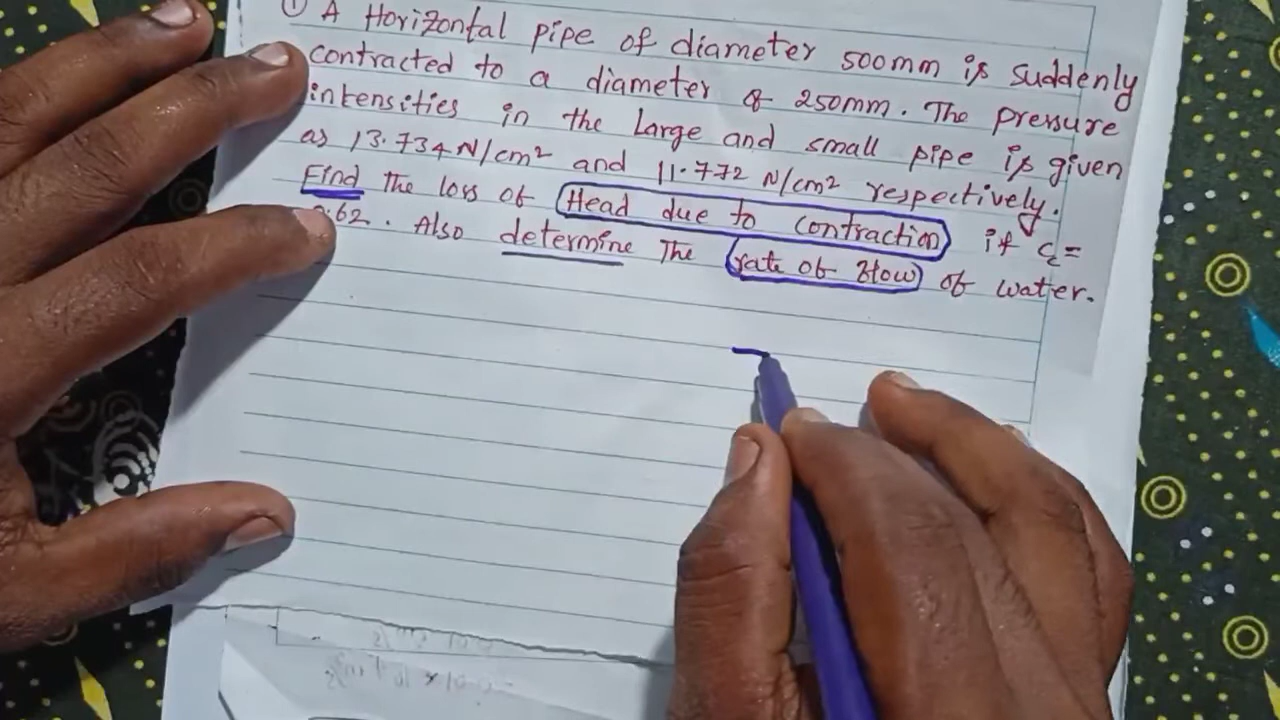 ① A Horizontal pipe of diameter 500mm is suddenly
contracted to a diameter of 250mm. The pressure
intensities in the large and small pipe is given
as 13.734N/cm² and 11.772 N/cm² respectively.
Find The loss of Head due to contraction if Cc=
0.62. Also determine The rate of flow of water.